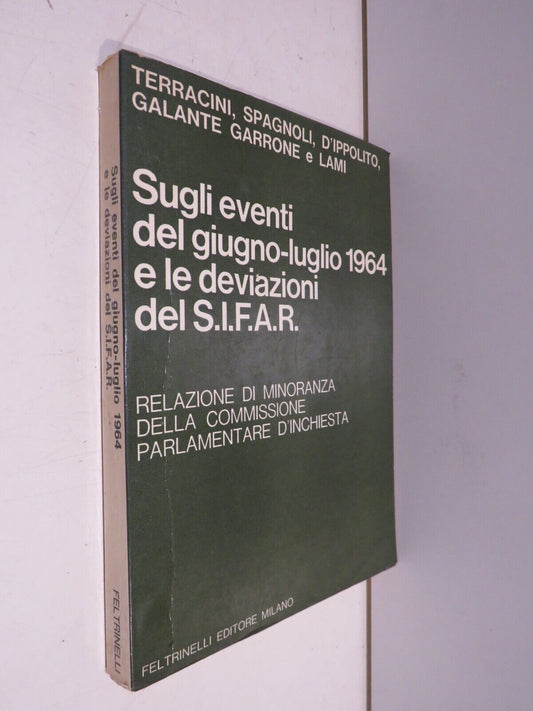 TERRACINI, SPAGNOLI, D'IPPOLITO,
GALANTE GARRONE e LAMI
Sugli eventi
del giugno-luglio 1964
e le deviazioni
del S.I.F.A.R.
RELAZIONE DI MINORANZA
DELLA COMMISSIONE
PARLAMENTARE D'INCHIESTA
FELTRINELLI EDITORE MILANO
Sugli eventi del giugno-luglio 1964
e le deviazioni del S.I.F.A.R.
FELTRINELLI